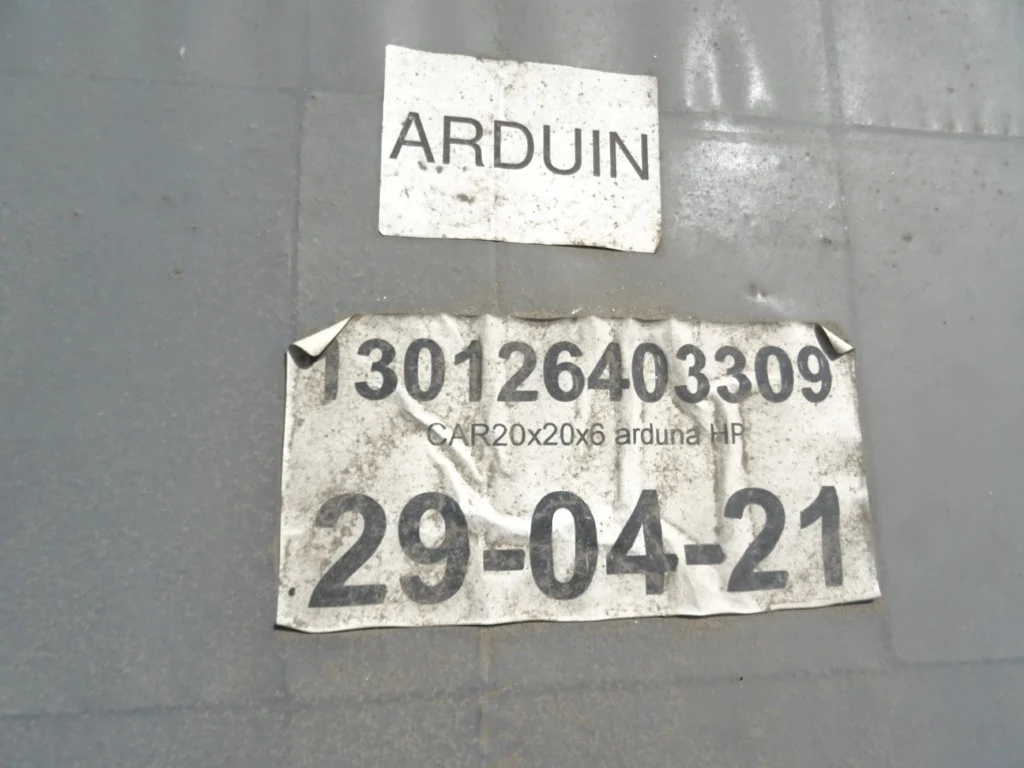 ARDUIN
130126403309
CAR20x20x6 arduna HP
29-04-21